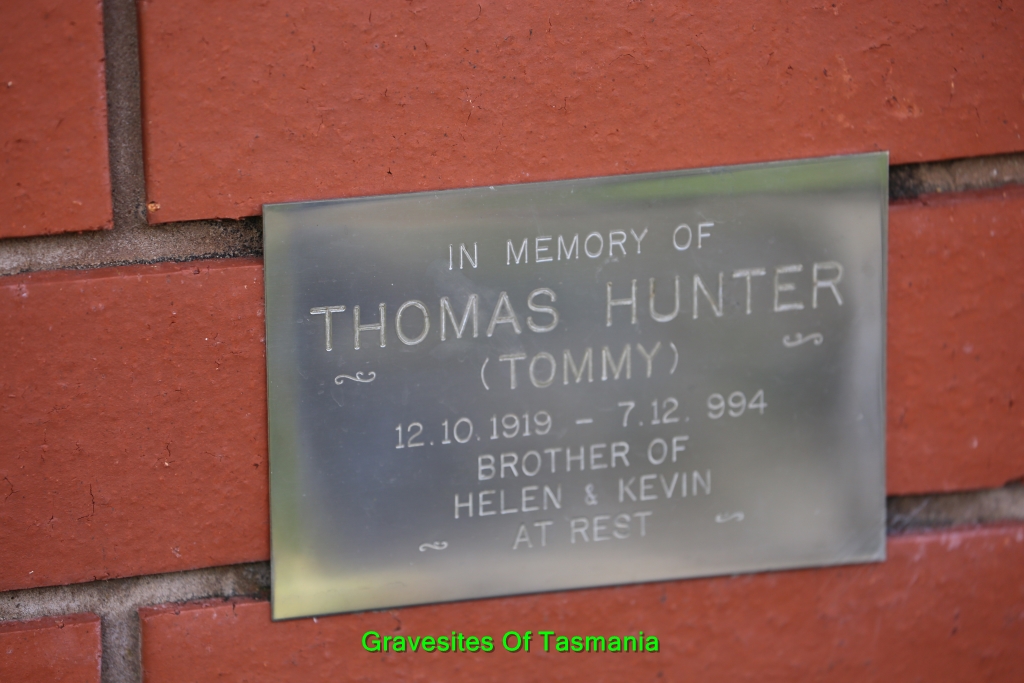 IN MEMORY OF
THOMAS HUNTER
(TOMMY)
12.10.1919 - 7.12. 994
BROTHER OF
HELEN & KEVIN
AT REST
Gravesites Of Tasmania